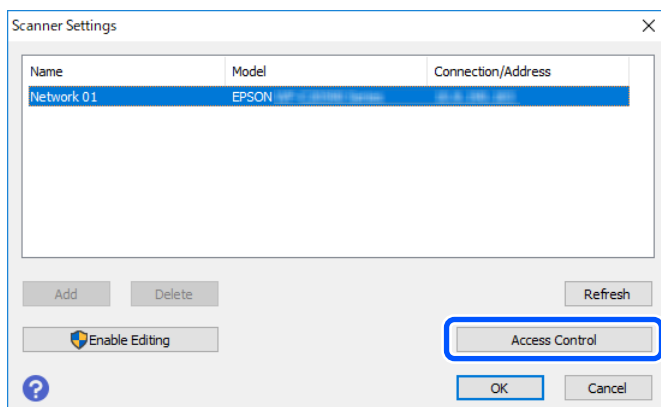 Scanner Settings
Name Model Connection/Address
Network 01 EPSON
Add Delete Refresh
Enable Editing Access Control
? OK Cancel